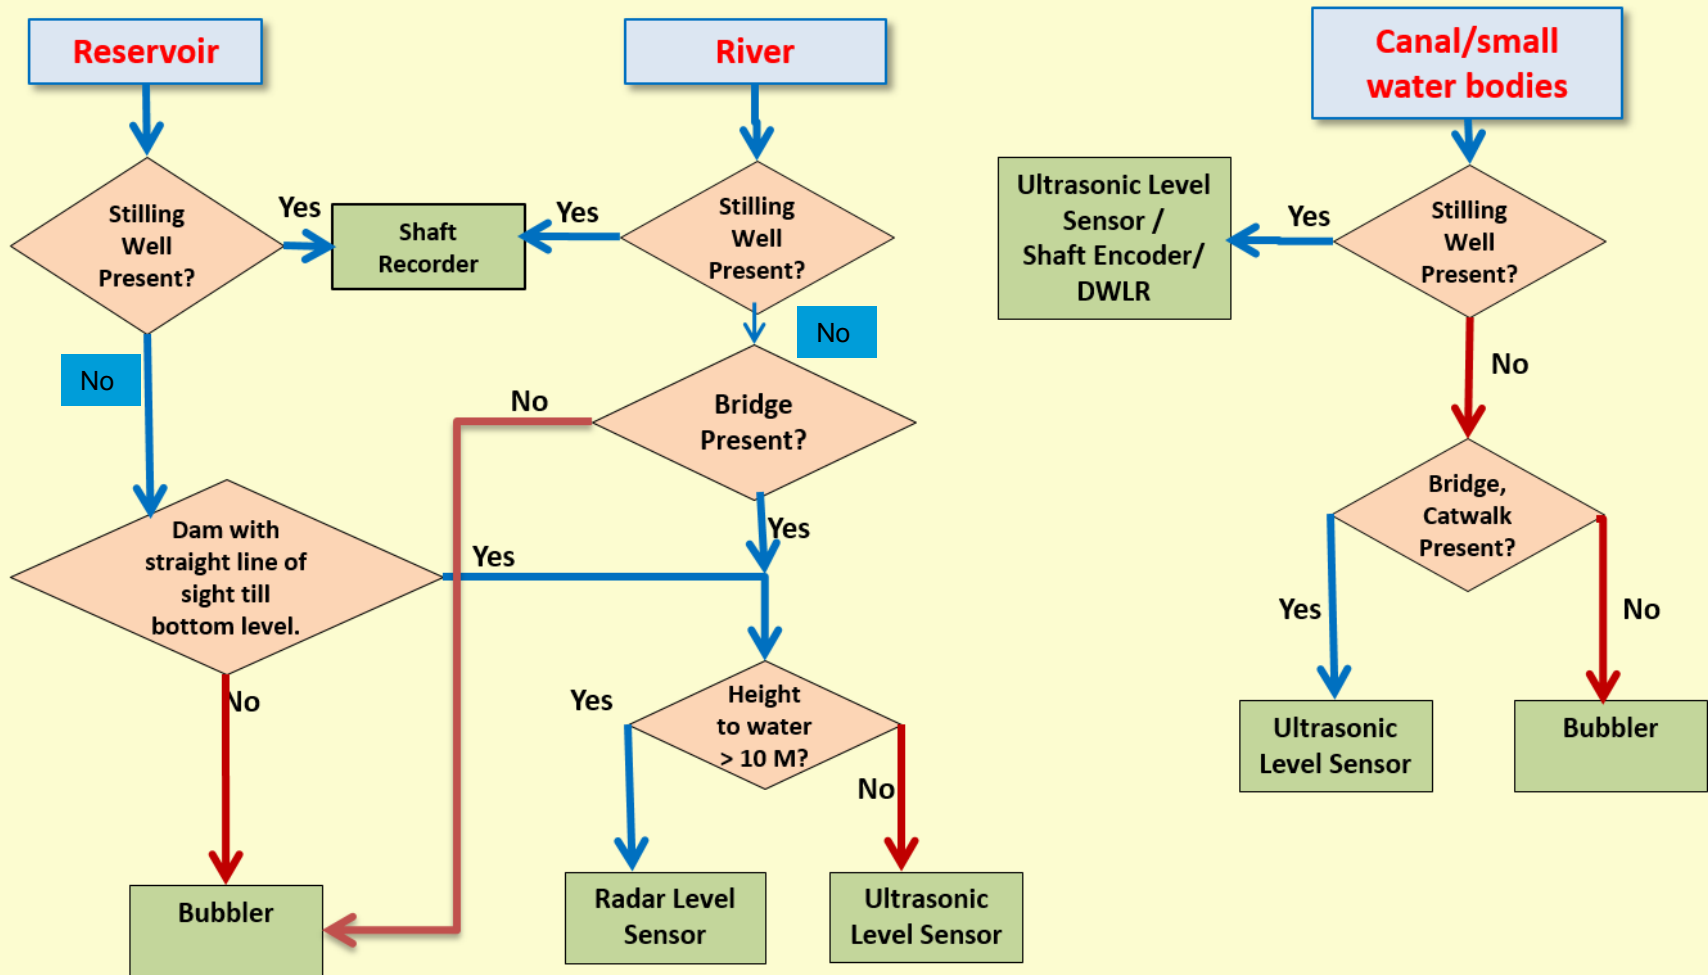 Reservoir
River
Canal/small
water bodies
Stilling
Well
Present?
Yes
Shaft
Recorder
Yes
Stilling
Well
Present?
Ultrasonic Level
Sensor /
Shaft Encoder/
DWLR
Yes
Stilling
Well
Present?
No
No
No
Bridge
Present?
No
Yes
Bridge,
Catwalk
Present?
Dam with
straight line of
sight till
bottom level.
Yes
Yes
No
No
Yes
Height
to water
> 10 M?
No
Ultrasonic
Level Sensor
Bubbler
Bubbler
Radar Level
Sensor
Ultrasonic
Level Sensor